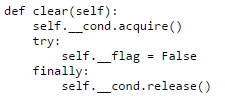 def clear(self):
    self.__cond.acquire()
    try:
        self.__flag = False
    finally:
        self.__cond.release()